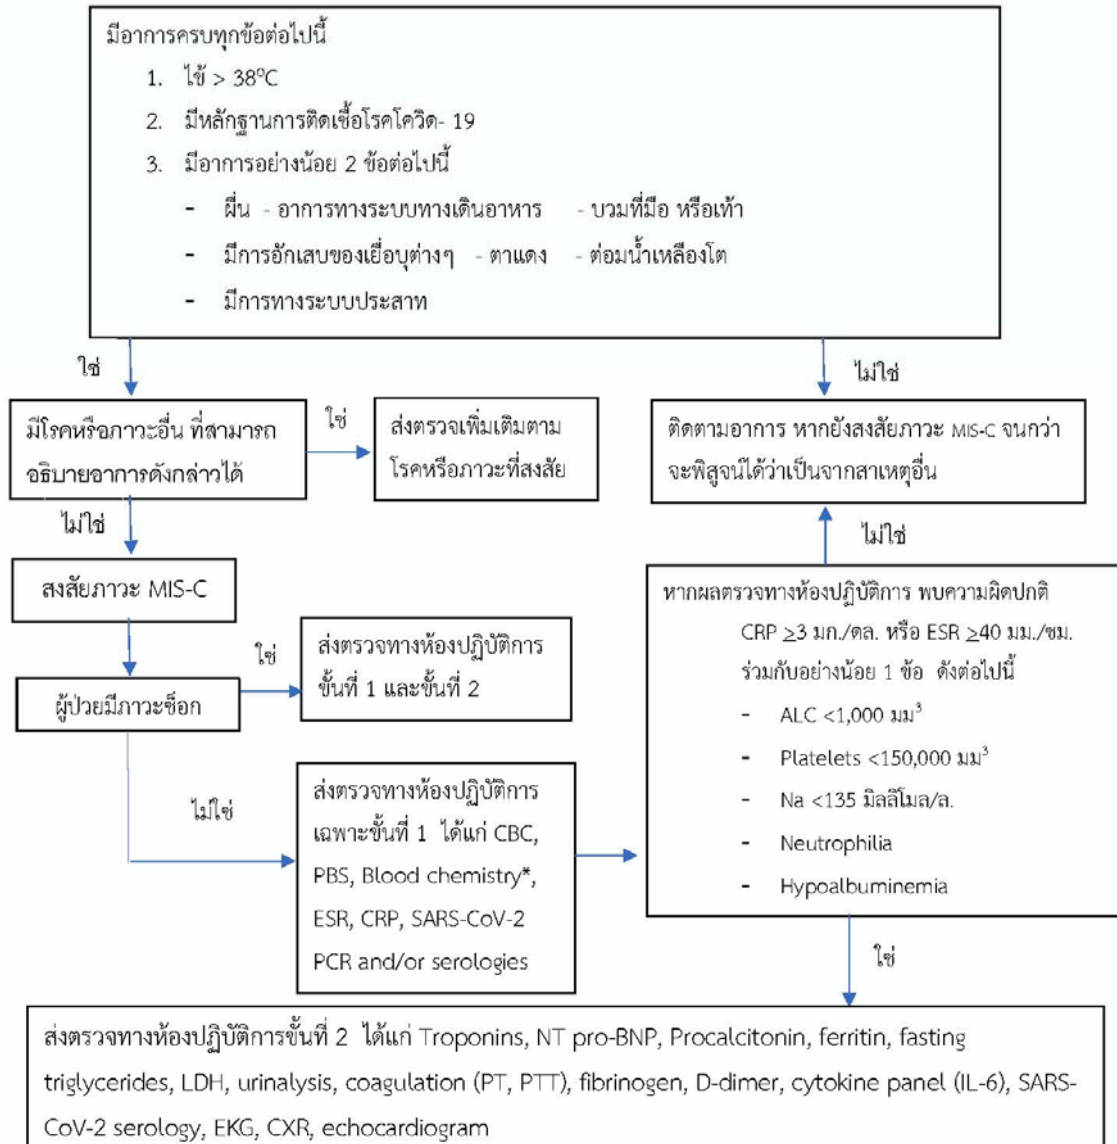 มีอาการครบทุกข้อต่อไปนี้
1. ไข้ > 38°C
2. มีหลักฐานการติดเชื้อโรคโควิด- 19
3. มีอาการอย่างน้อย 2 ข้อต่อไปนี้
- ผื่น - อาการทางระบบทางเดินอาหาร - บวมที่มือ หรือเท้า
- มีการอักเสบของเยื่อบุต่างๆ - ตาแดง - ต่อมน้ำเหลืองโต
- มีการทางระบบประสาท
ใช่
ไม่ใช่
มีโรคหรือภาวะอื่น ที่สามารถ
อธิบายอาการดังกล่าวได้
ใช่
ส่งตรวจเพิ่มเติมตาม
โรคหรือภาวะที่สงสัย
ติดตามอาการ หากยังสงสัยภาวะ MIS-C จนกว่า
จะพิสูจน์ได้ว่าเป็นจากสาเหตุอื่น
ไม่ใช่
ไม่ใช่
สงสัยภาวะ MIS-C
ผู้ป่วยมีภาวะช็อก
ใช่
ส่งตรวจทางห้องปฏิบัติการ
ขั้นที่ 1 และขั้นที่ 2
ไม่ใช่
ส่งตรวจทางห้องปฏิบัติการ
เฉพาะขั้นที่ 1 ได้แก่ CBC,
PBS, Blood chemistry*,
ESR, CRP, SARS-CoV-2
PCR and/or serologies
หากผลตรวจทางห้องปฏิบัติการ พบความผิดปกติ
CRP ≥3 มก./ดล. หรือ ESR ≥40 มม./ชม.
ร่วมกับอย่างน้อย 1 ข้อ ดังต่อไปนี้
- ALC <1,000 มม³
- Platelets <150,000 มม³
- Na <135 มิลลิโมล/ล.
- Neutrophilia
- Hypoalbuminemia
ใช่
ส่งตรวจทางห้องปฏิบัติการขั้นที่ 2 ได้แก่ Troponins, NT pro-BNP, Procalcitonin, ferritin, fasting
triglycerides, LDH, urinalysis, coagulation (PT, PTT), fibrinogen, D-dimer, cytokine panel (IL-6), SARS-
CoV-2 serology, EKG, CXR, echocardiogram